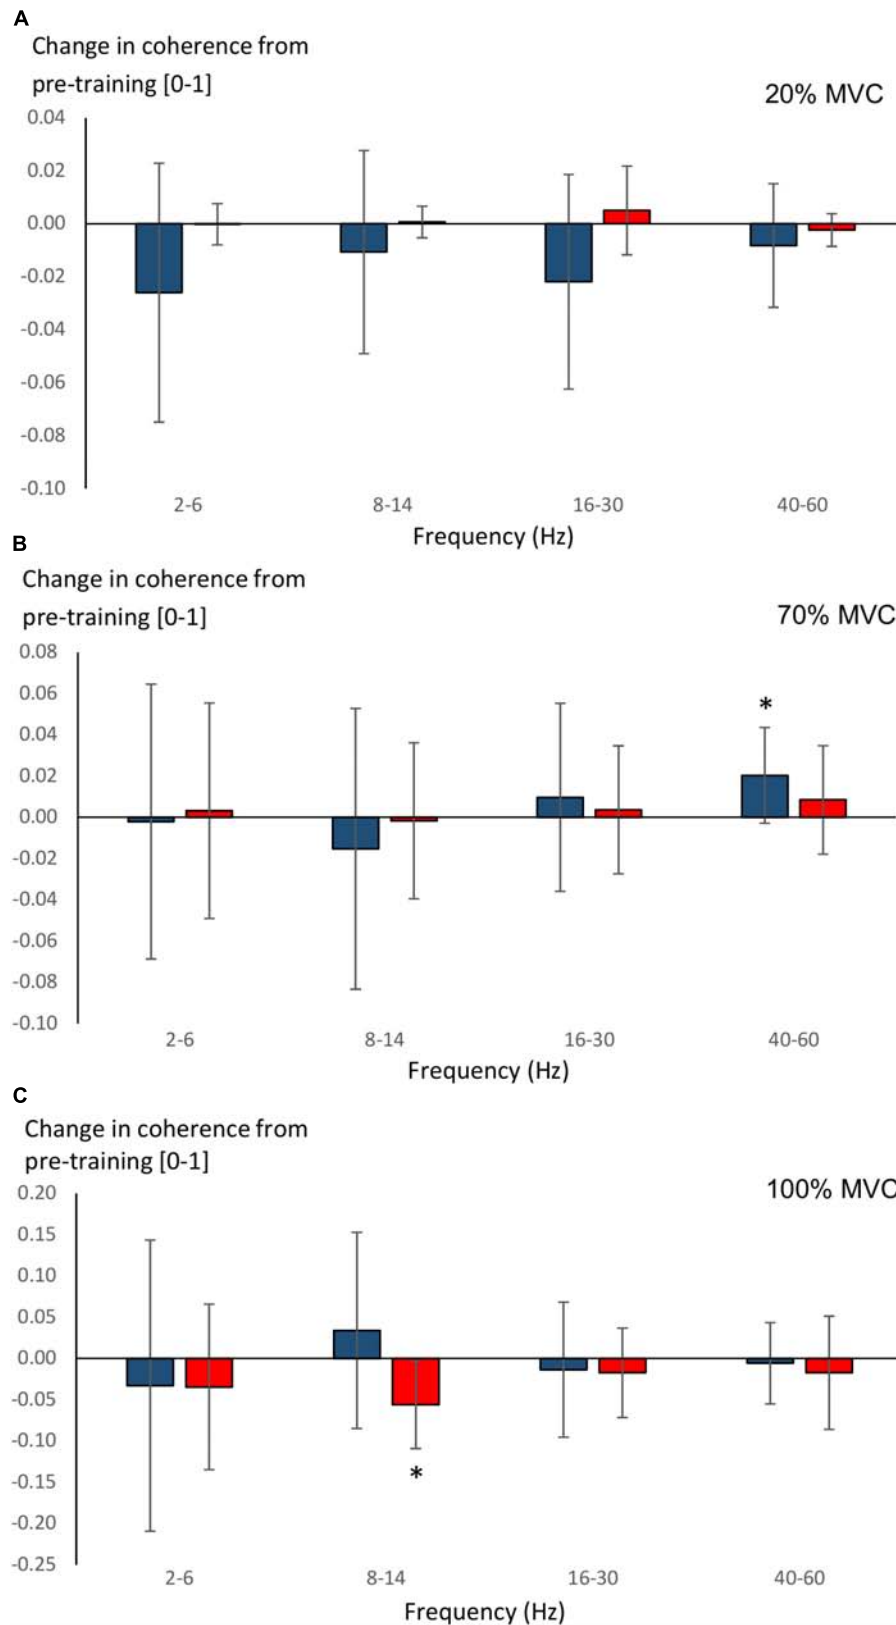 A
Change in coherence from
pre-training [0-1]
20% MVC
0.04
0.02
0.00
-0.02
-0.04
-0.06
-0.08
-0.10
2-6 8-14 16-30 40-60
Frequency (Hz)
B
Change in coherence from
pre-training [0-1]
70% MVC
0.08
0.06
*
0.04
0.02
0.00
-0.02
-0.04
-0.06
-0.08
-0.10
2-6 8-14 16-30 40-60
Frequency (Hz)
C
Change in coherence from
pre-training [0-1]
100% MVC
0.20
0.15
0.10
0.05
0.00
-0.05
-0.10
*
-0.15
-0.20
-0.25
2-6 8-14 16-30 40-60
Frequency (Hz)